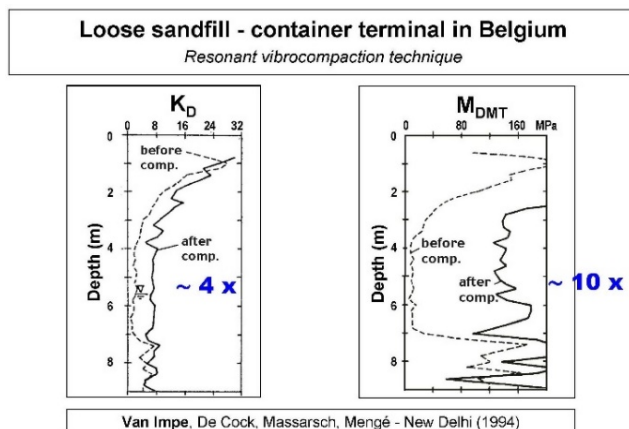 Loose sandfill - container terminal in Belgium
Resonant vibrocompaction technique
K_D
0 8 16 24 32
0
2
4
6
8
Depth (m)
before
comp.
after
comp.
~ 4 x
M_DMT
0 80 160 MPa
0
2
4
6
8
Depth (m)
before
comp.
after
comp.
~ 10 x
Van Impe, De Cock, Massarsch, Mengé - New Delhi (1994)